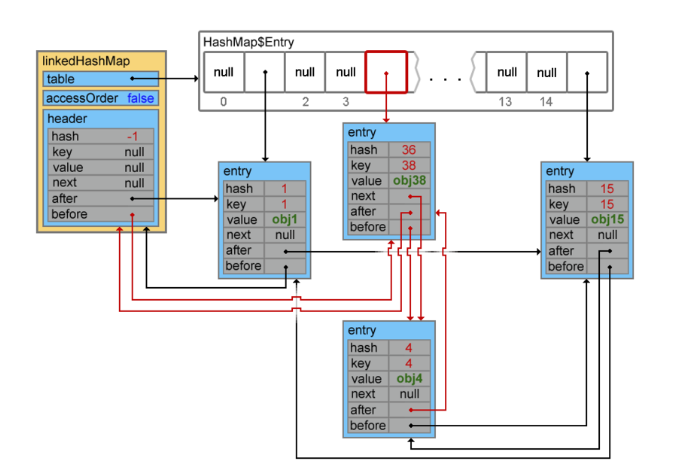 HashMap$Entry
linkedHashMap
table
accessOrder false
header
hash -1
key null
value null
next null
after
before
null null null . . . null null
0 2 3 13 14
entry
hash 36
key 38
value obj38
next
after
before
entry
hash 1
key 1
value obj1
next null
after
before
entry
hash 15
key 15
value obj15
next null
after
before
entry
hash 4
key 4
value obj4
next null
after
before